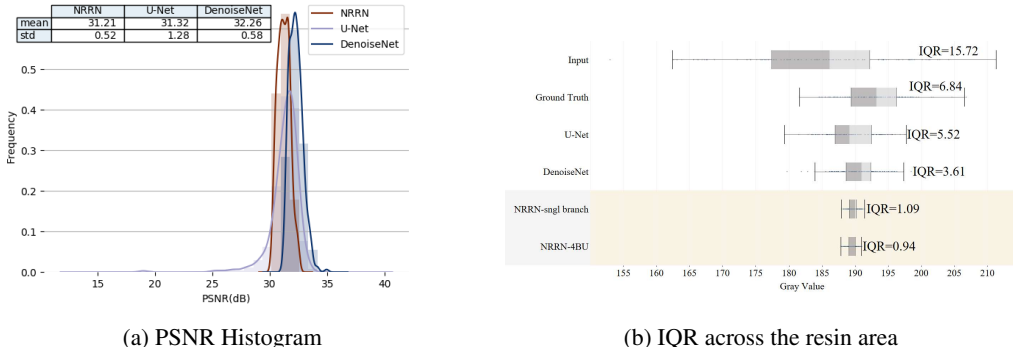 NRRN U-Net DenoiseNet
mean 31.21 31.32 32.26
std 0.52 1.28 0.58
NRRN
U-Net
DenoiseNet
Frequency
0.5
0.4
0.3
0.2
0.1
0.0
15 20 25 30 35 40
PSNR(dB)
(a) PSNR Histogram
Input IQR=15.72
Ground Truth IQR=6.84
U-Net IQR=5.52
DenoiseNet IQR=3.61
NRRN-sngl branch IQR=1.09
NRRN-4BU IQR=0.94
155 160 165 170 175 180 185 190 195 200 205 210
Gray Value
(b) IQR across the resin area